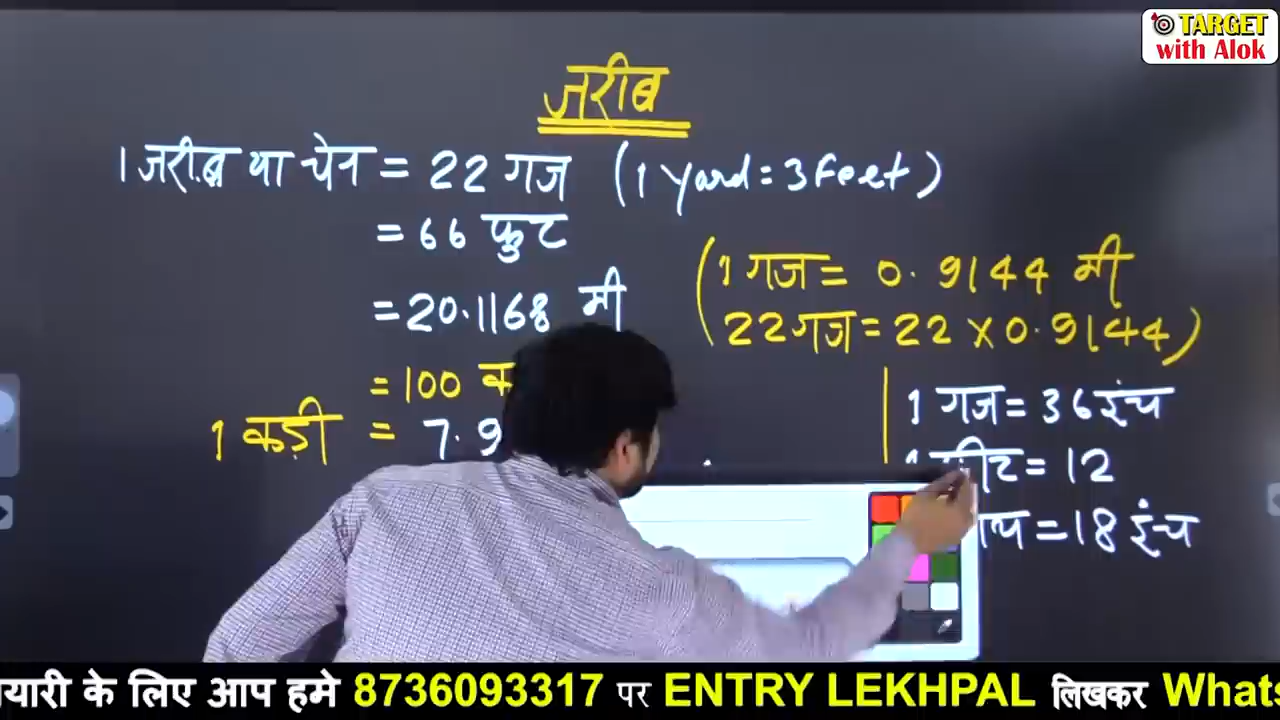 TARGET
with Alok
जरीब
1 जरीब या चेन = 22 गज (1 Yard = 3 Feet)
= 66 फुट
= 20.1168 मी
(1 गज = 0.9144 मी
22 गज = 22 × 0.9144)
= 100
1 कड़ी = 7.9
1 गज = 36 इंच
= 12
= 18 इंच
यारी के लिए आप हमे 8736093317 पर ENTRY LEKHPAL लिखकर Whats